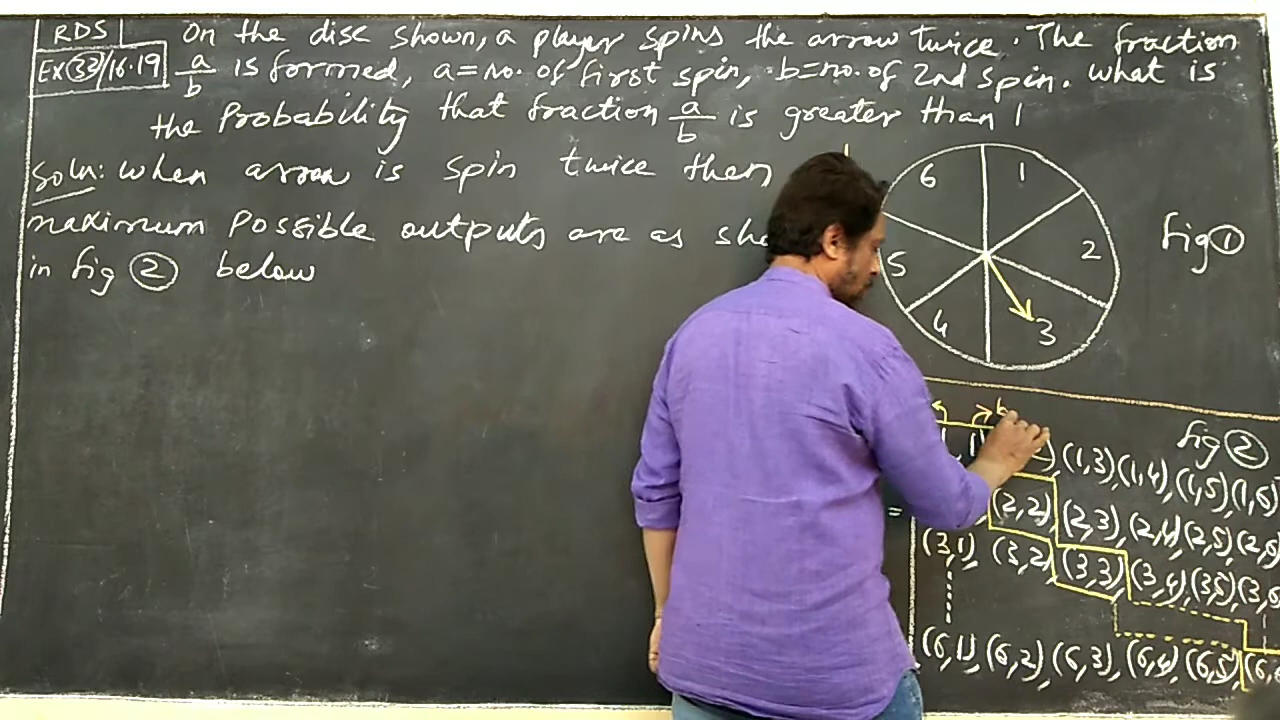 RDS
Ex(32)/16.19
On the disc shown, a player spins the arrow twice. The fraction
a/b is formed, a = no. of first spin, b = no. of 2nd spin. What is
the Probability that fraction a/b is greater than 1
Soln: when arrow is spin twice then
maximum Possible outputs are as
in fig ② below
6 1
5 2
4 3
fig ①
fig ②
b
(1,3), (1,4), (1,5), (1,6)
=
(2,2), (2,3), (2,4), (2,5), (2,6)
(3,1), (3,2), (3,3), (3,4), (3,5), (3,6
(6,1), (6,2), (6,3), (6,4), (6,5), (6,6